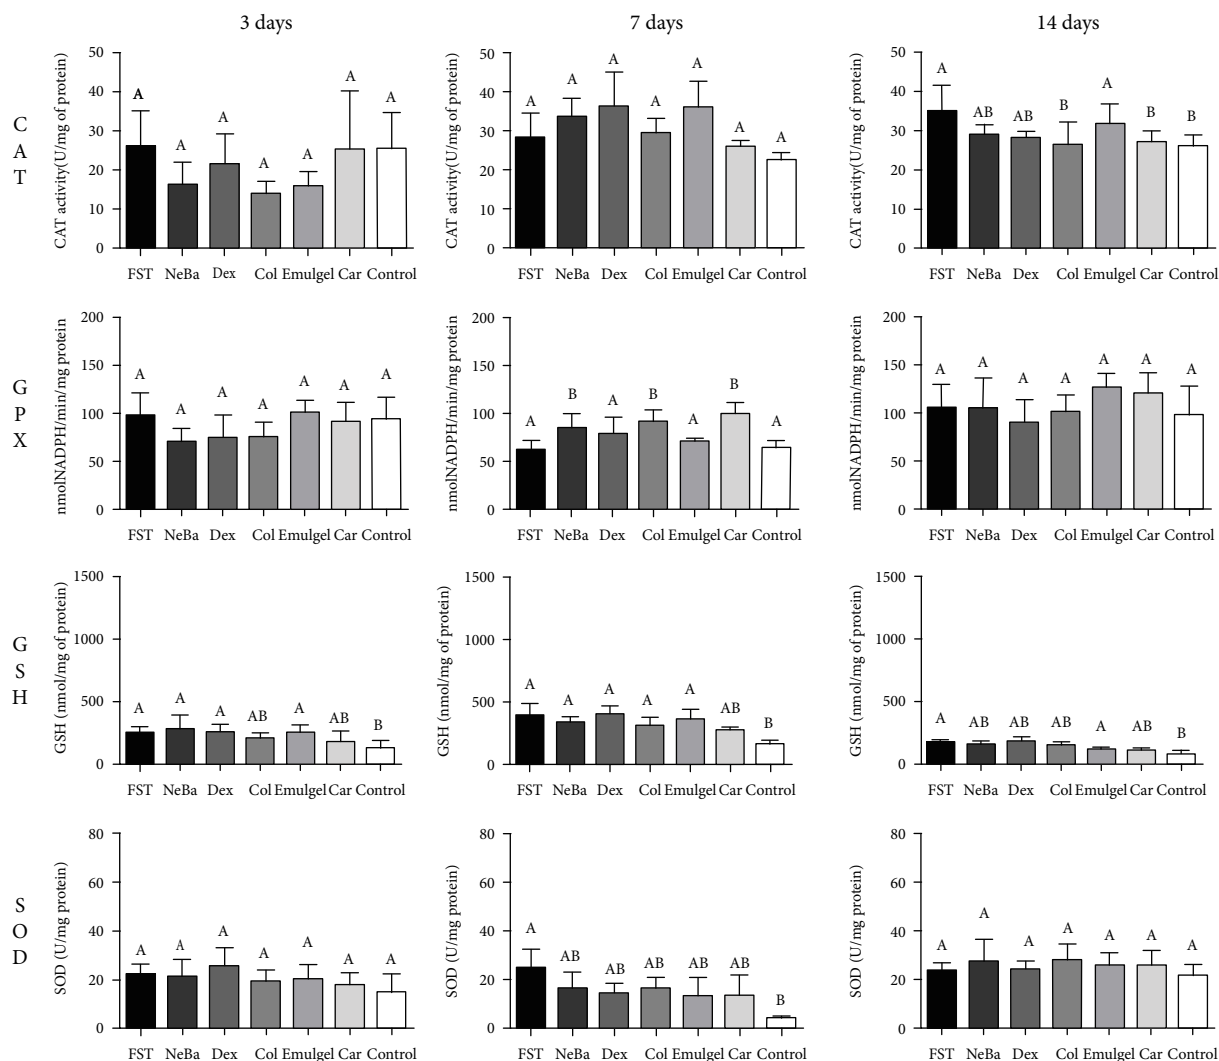 3 days 7 days 14 days
C
A
T
CAT activity(U/mg of protein)
50
40
30
20
10
0
A A A A A A A
FST NeBa Dex Col Emulgel Car Control
CAT activity(U/mg of protein)
50
40
30
20
10
0
A A A A A A A
FST NeBa Dex Col Emulgel Car Control
CAT activity(U/mg of protein)
50
40
30
20
10
0
A AB AB B A B B
FST NeBa Dex Col Emulgel Car Control
G
P
X
nmolNADPH/min/mg protein
200
150
100
50
0
A A A A A A A
FST NeBa Dex Col Emulgel Car Control
nmolNADPH/min/mg protein
200
150
100
50
0
A B A B A B A
FST NeBa Dex Col Emulgel Car Control
nmolNADPH/min/mg protein
200
150
100
50
0
A A A A A A A
FST NeBa Dex Col Emulgel Car Control
G
S
H
GSH (nmol/mg of protein)
1500
1000
500
0
A A A AB A AB B
FST NeBa Dex Col Emulgel Car Control
GSH (nmol/mg of protein)
1500
1000
500
0
A A A A A AB B
FST NeBa Dex Col Emulgel Car Control
GSH (nmol/mg of protein)
1500
1000
500
0
A AB AB AB A AB B
FST NeBa Dex Col Emulgel Car Control
S
O
D
SOD (U/mg protein)
80
60
40
20
0
A A A A A A A
FST NeBa Dex Col Emulgel Car Control
SOD (U/mg protein)
80
60
40
20
0
A AB AB AB AB AB B
FST NeBa Dex Col Emulgel Car Control
SOD (U/mg protein)
80
60
40
20
0
A A A A A A A
FST NeBa Dex Col Emulgel Car Control